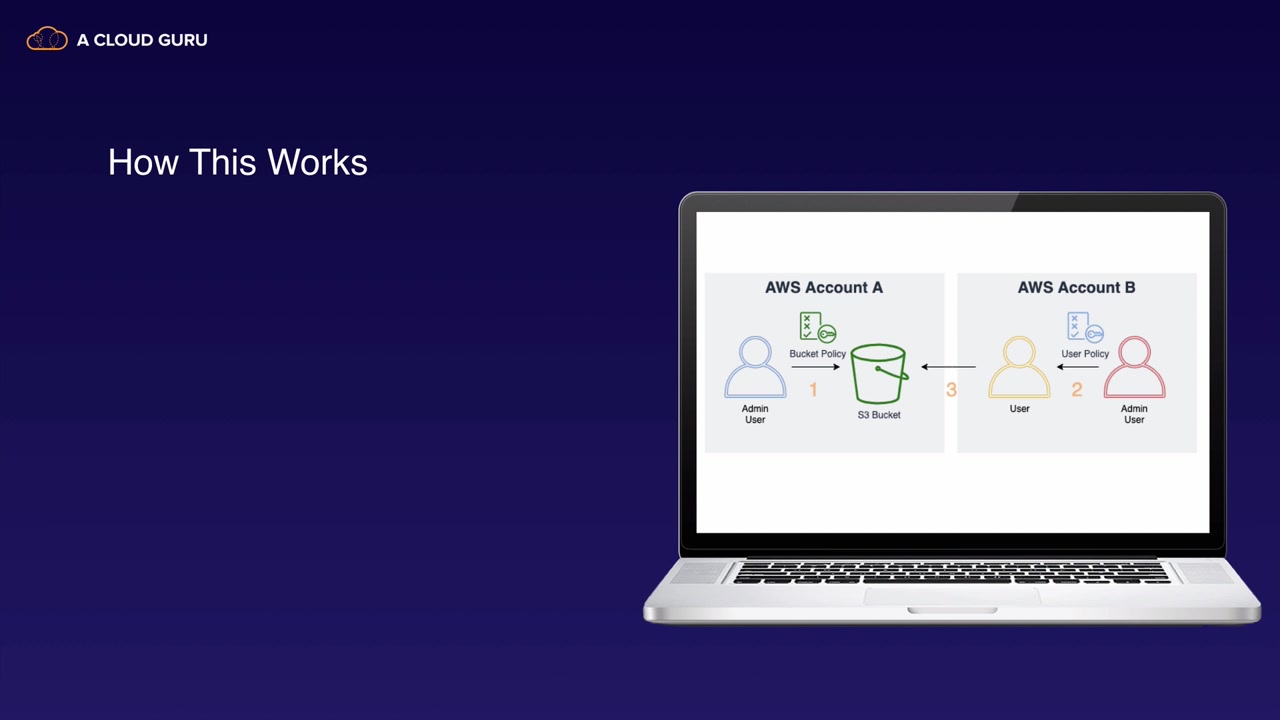 A CLOUD GURU
How This Works
AWS Account A
Bucket Policy
1
Admin
User
S3 Bucket
3
AWS Account B
User Policy
2
User
Admin
User